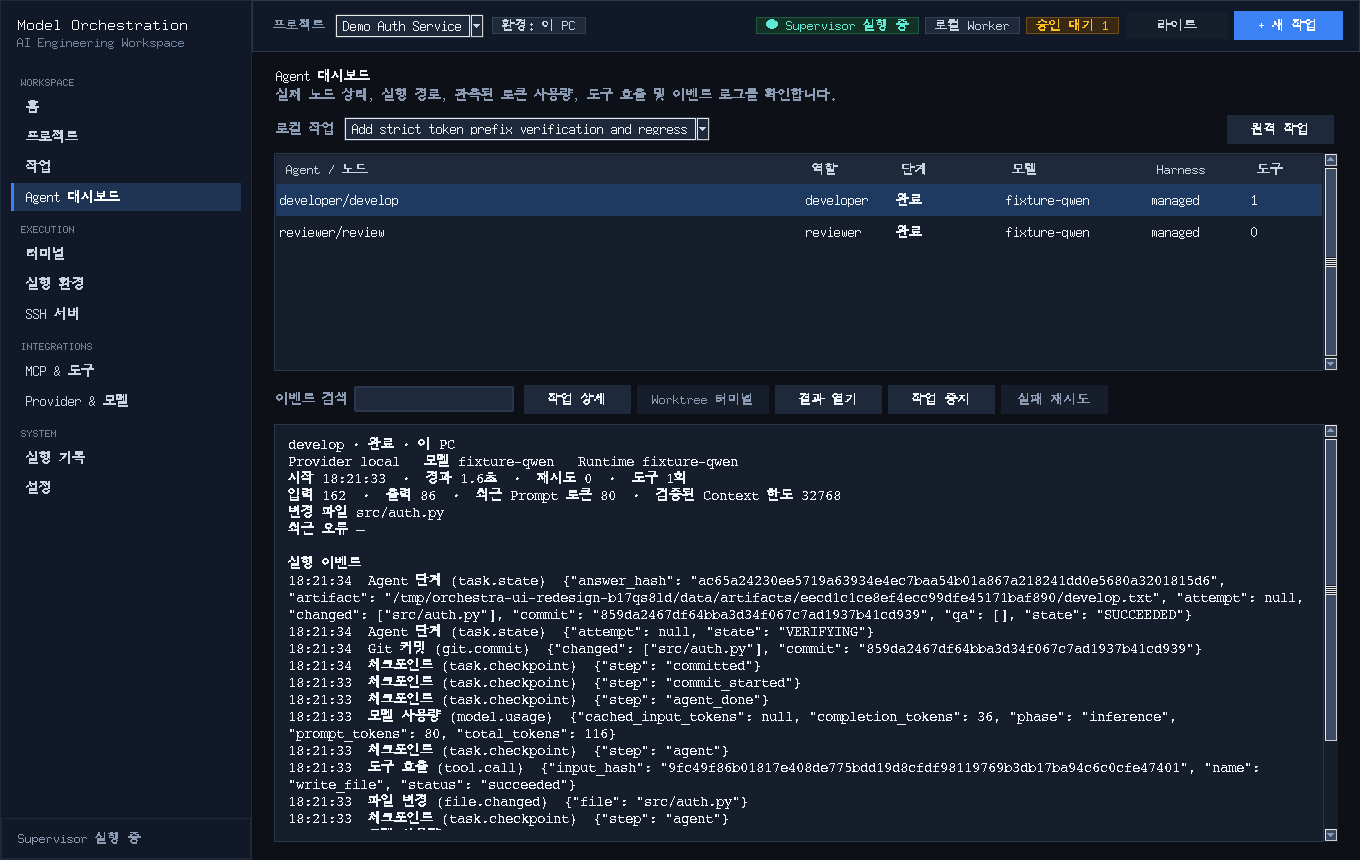 Model Orchestration
AI Engineering Workspace
WORKSPACE
홈
프로젝트
작업
Agent 대시보드
EXECUTION
터미널
실행 환경
SSH 서버
INTEGRATIONS
MCP & 도구
Provider & 모델
SYSTEM
실행 기록
설정
Supervisor 실행 중
프로젝트 Demo Auth Service 환경: 이 PC Supervisor 실행 중 로컬 Worker 승인 대기 1 라이트 + 새 작업
Agent 대시보드
실제 노드 상태, 실행 경로, 관측된 토큰 사용량, 도구 호출 및 이벤트 로그를 확인합니다.
로컬 작업 Add strict token prefix verification and regress 원격 작업
Agent / 노드 역할 단계 모델 Harness 도구
developer/develop developer 완료 fixture-qwen managed 1
reviewer/review reviewer 완료 fixture-qwen managed 0
이벤트 검색 작업 상세 Worktree 터미널 결과 열기 작업 중지 실패 재시도
develop · 완료 · 이 PC
Provider local 모델 fixture-qwen Runtime fixture-qwen
시작 18:21:33 · 경과 1.6초 · 재시도 0 · 도구 1회
입력 162 · 출력 86 · 최근 Prompt 토큰 80 · 검증된 Context 한도 32768
변경 파일 src/auth.py
최근 오류 —
실행 이벤트
18:21:34 Agent 단계 (task.state) {"answer_hash": "ac65a24230ee5719a63934e4ec7baa54b01a867a218241dd0e5680a3201815d6",
"artifact": "/tmp/orchestra-ui-redesign-b17qs8ld/data/artifacts/eecd1c1ce8ef4ecc99dfe45171baf890/develop.txt", "attempt": null,
"changed": ["src/auth.py"], "commit": "859da2467df64bba3d34f067c7ad1937b41cd939", "qa": [], "state": "SUCCEEDED"}
18:21:34 Agent 단계 (task.state) {"attempt": null, "state": "VERIFYING"}
18:21:34 Git 커밋 (git.commit) {"changed": ["src/auth.py"], "commit": "859da2467df64bba3d34f067c7ad1937b41cd939"}
18:21:34 체크포인트 (task.checkpoint) {"step": "committed"}
18:21:33 체크포인트 (task.checkpoint) {"step": "commit_started"}
18:21:33 체크포인트 (task.checkpoint) {"step": "agent_done"}
18:21:33 모델 사용량 (model.usage) {"cached_input_tokens": null, "completion_tokens": 36, "phase": "inference",
"prompt_tokens": 80, "total_tokens": 116}
18:21:33 체크포인트 (task.checkpoint) {"step": "agent"}
18:21:33 도구 호출 (tool.call) {"input_hash": "9fc49f86b01817e408de775bdd19d8cfdf98119769b3db17ba94c6c0cfe47401", "name":
"write_file", "status": "succeeded"}
18:21:33 파일 변경 (file.changed) {"file": "src/auth.py"}
18:21:33 체크포인트 (task.checkpoint) {"step": "agent"}